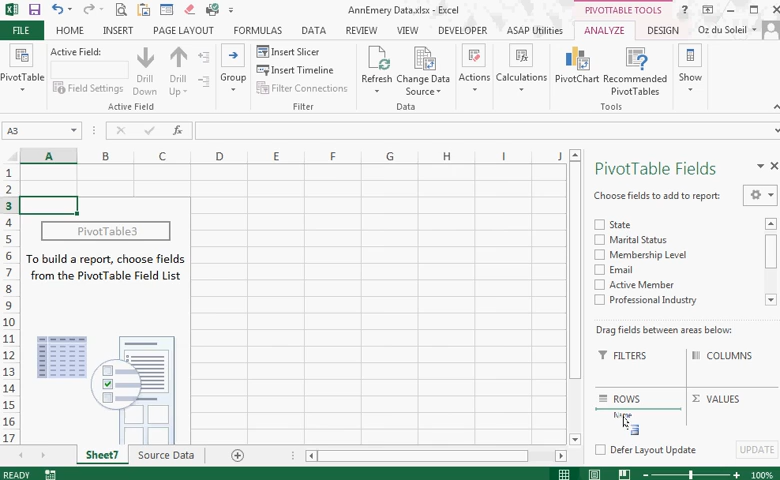 AnnEmery Data.xlsx - Excel
PIVOTTABLE TOOLS
FILE HOME INSERT PAGE LAYOUT FORMULAS DATA REVIEW VIEW DEVELOPER ASAP Utilities ANALYZE DESIGN Oz du Soleil
PivotTable
Active Field:
Field Settings
Drill Down
Drill Up
Active Field
Group
Insert Slicer
Insert Timeline
Filter Connections
Filter
Refresh
Change Data Source
Data
Actions
Calculations
PivotChart
Recommended PivotTables
Tools
Show
A3
fx
A B C D E F G H I J
1
2
3
4
5
6
7
8
9
10
11
12
13
14
15
16
17
PivotTable3
To build a report, choose fields
from the PivotTable Field List
PivotTable Fields
Choose fields to add to report:
State
Marital Status
Membership Level
Email
Active Member
Professional Industry
Drag fields between areas below:
FILTERS
COLUMNS
ROWS
Σ VALUES
Defer Layout Update
UPDATE
Sheet7
Source Data
READY
100%